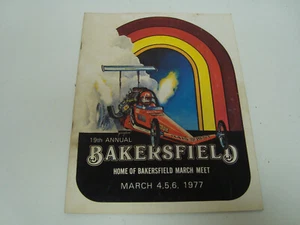 19th ANNUAL
BAKERSFIELD
HOME OF BAKERSFIELD MARCH MEET
MARCH 4,5,6, 1977